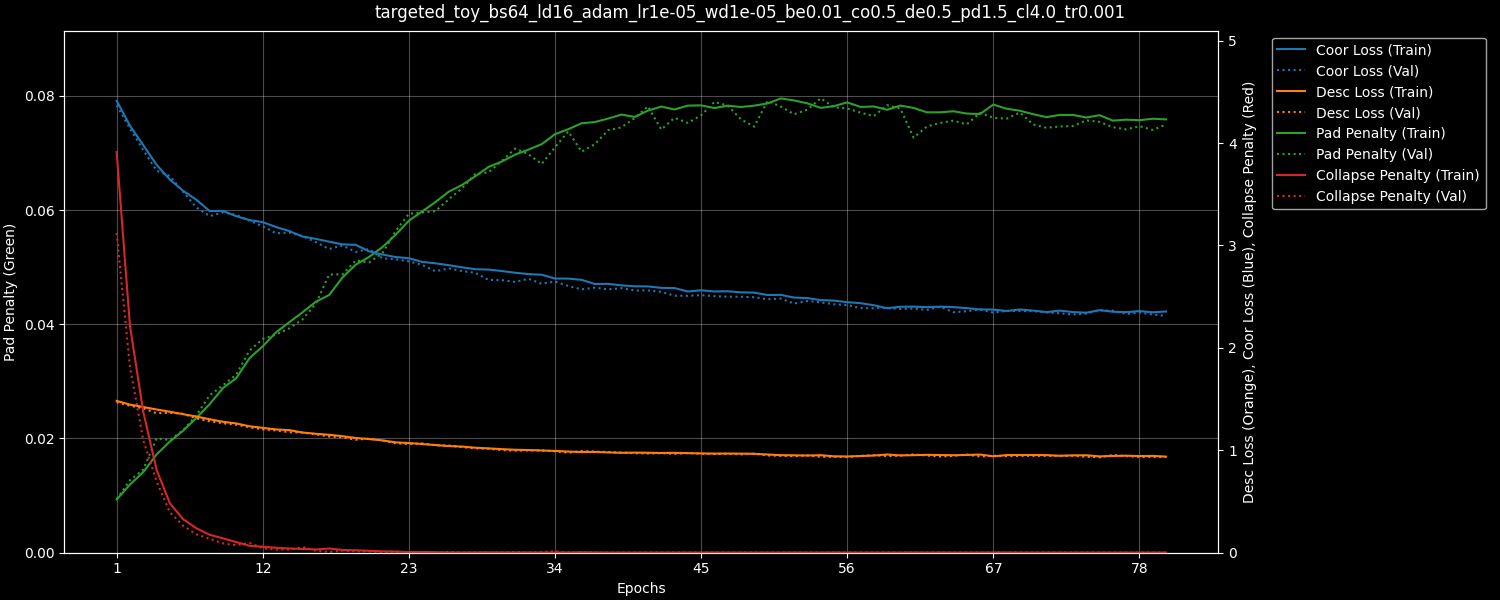 targeted_toy_bs64_ld16_adam_lr1e-05_wd1e-05_be0.01_co0.5_de0.5_pd1.5_cl4.0_tr0.001
Pad Penalty (Green)
0.08
0.06
0.04
0.02
0.00
1
12
23
34
45
56
67
78
Epochs
5
4
3
2
1
0
Desc Loss (Orange), Coor Loss (Blue), Collapse Penalty (Red)
Coor Loss (Train)
Coor Loss (Val)
Desc Loss (Train)
Desc Loss (Val)
Pad Penalty (Train)
Pad Penalty (Val)
Collapse Penalty (Train)
Collapse Penalty (Val)